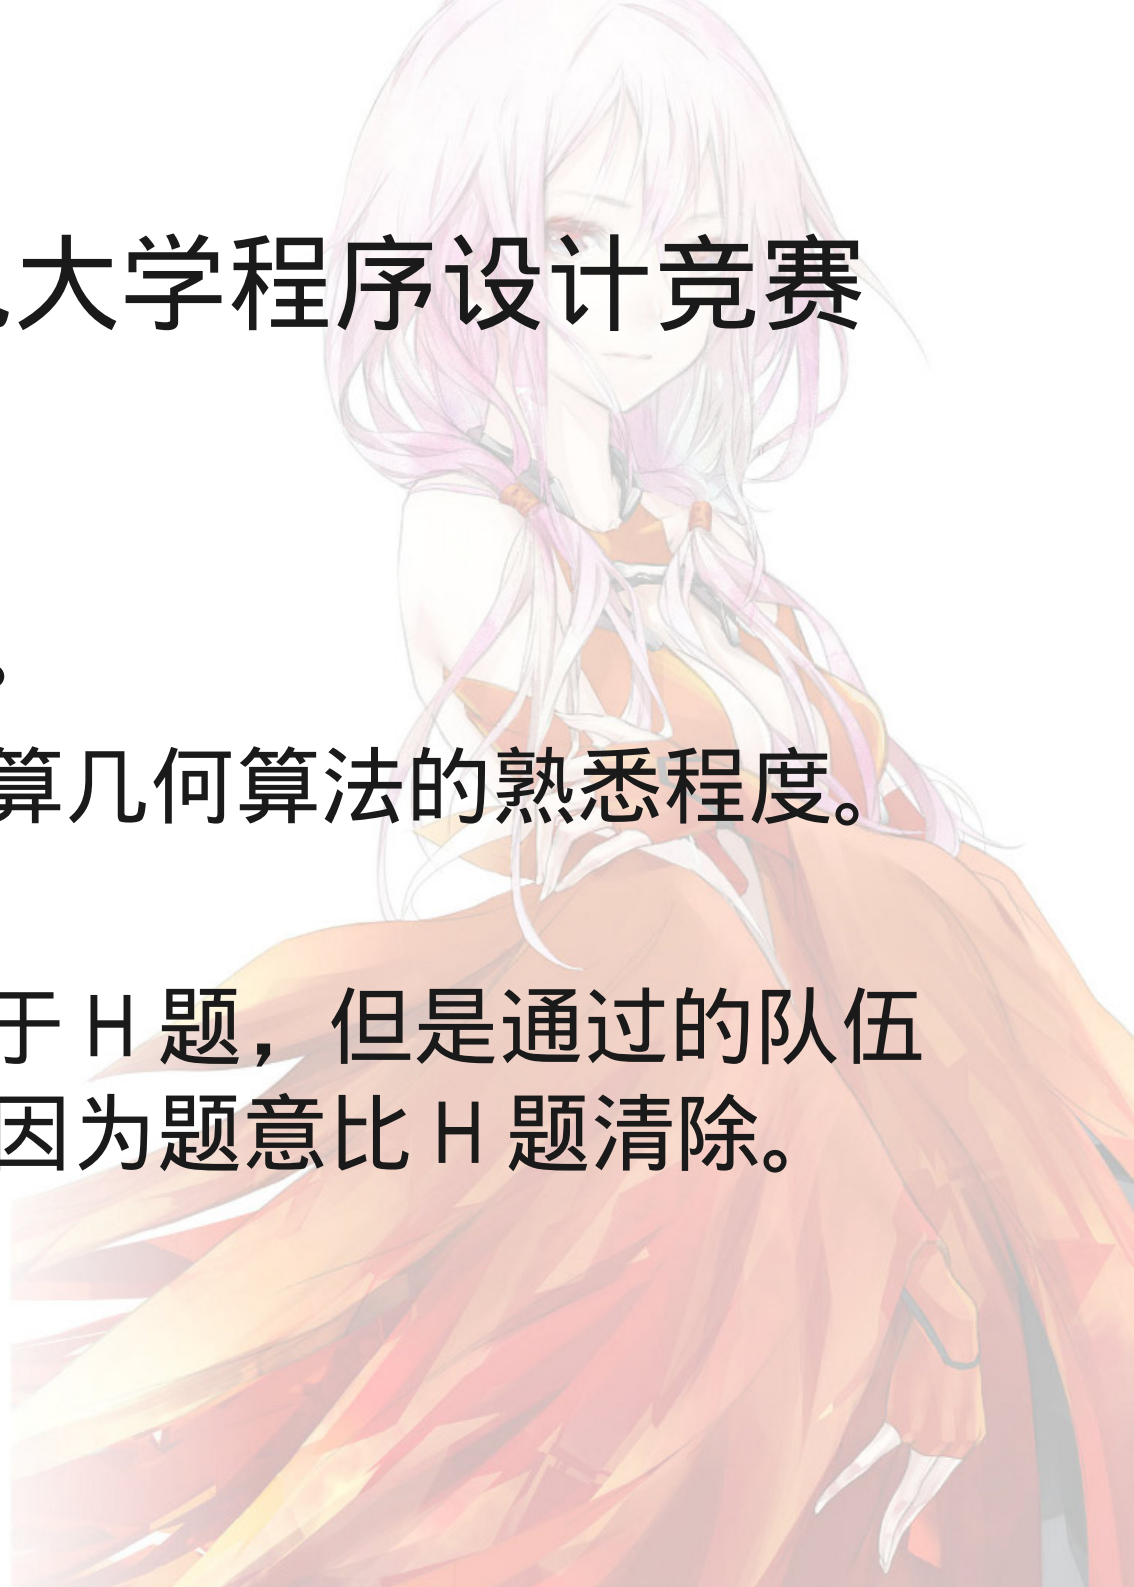 大学程序设计竞赛
。
算几何算法的熟悉程度。
于 H 题，但是通过的队伍
因为题意比 H 题清除。